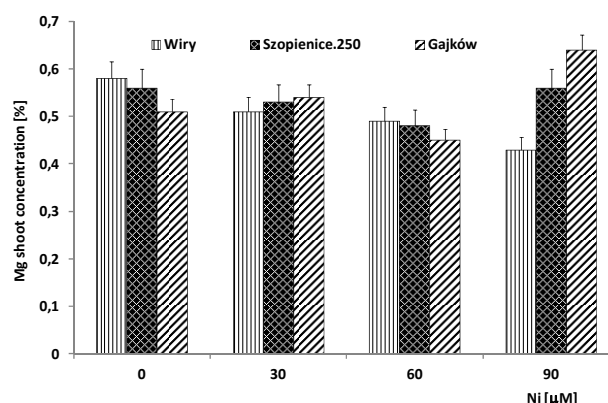 0,7
Wiry Szopienice.250 Gajków
0,6
0,5
0,4
0,3
0,2
0,1
0
Mg shoot concentration [%]
0 30 60 90
Ni [µM]